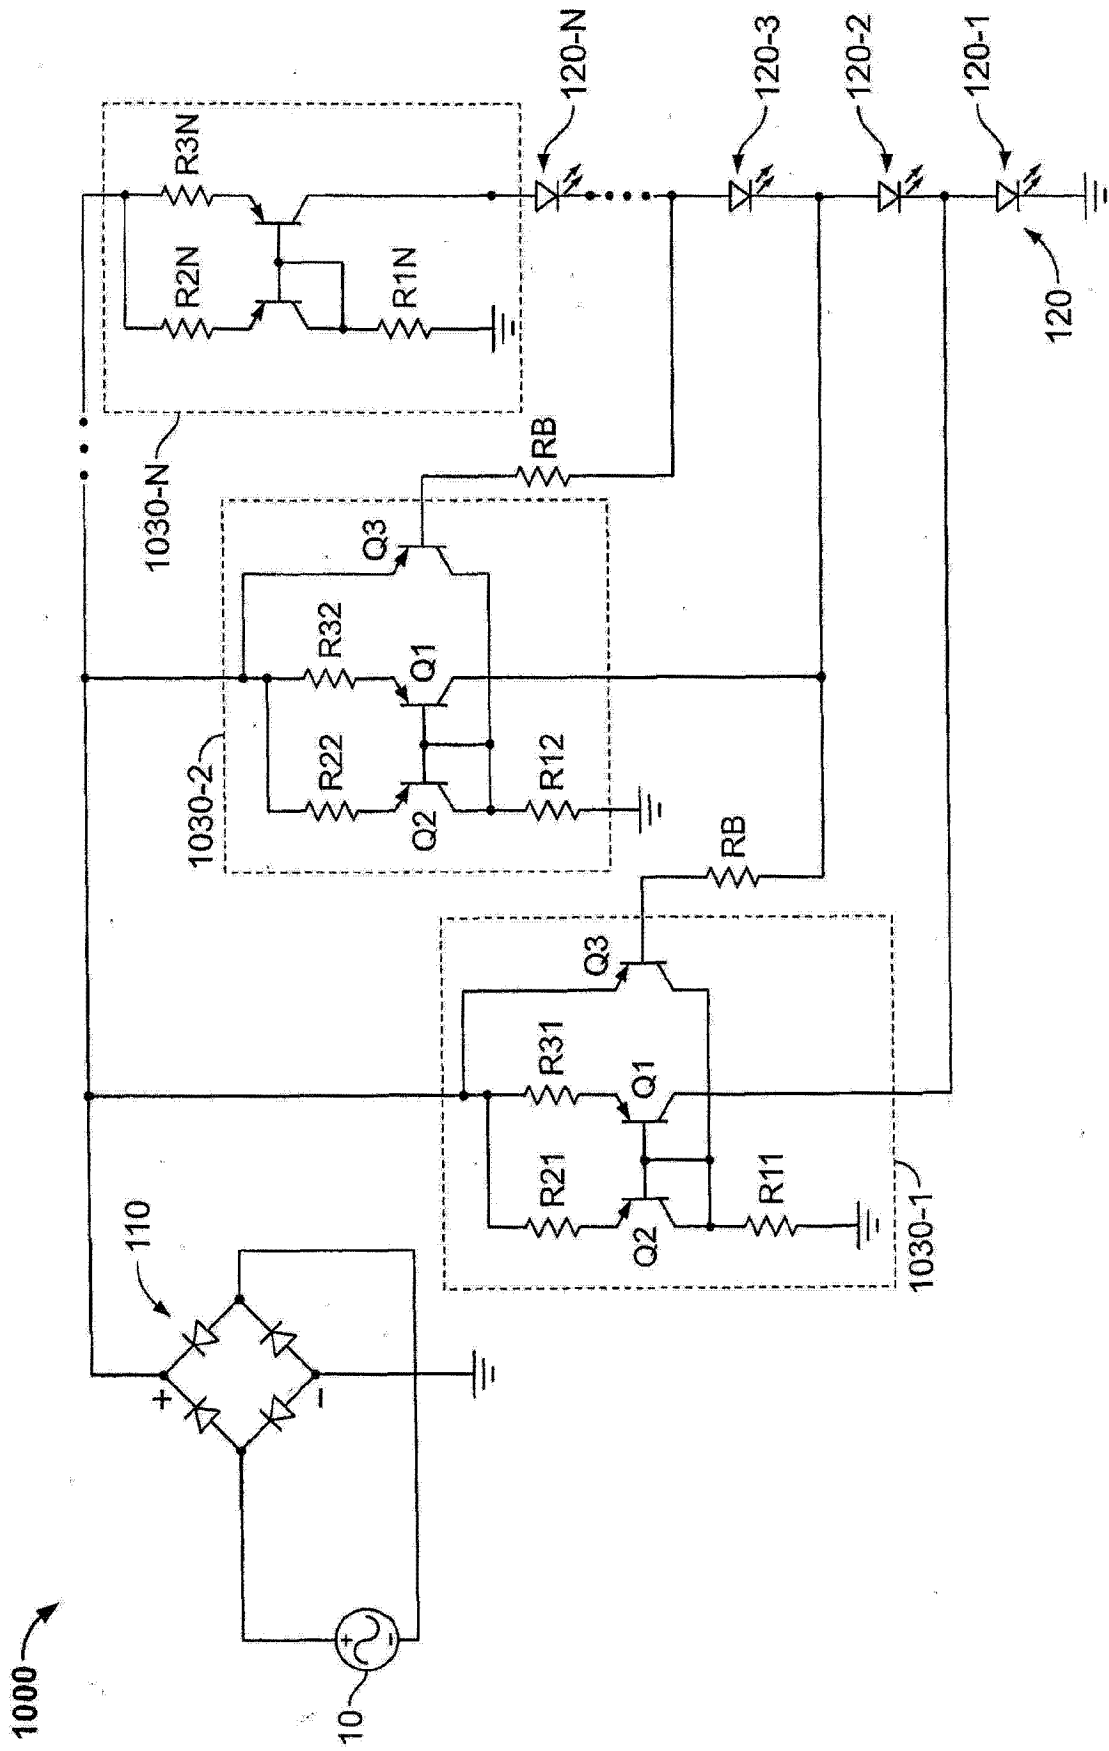 1000
10
+
-
110
+
-
1030-1
R21
R31
Q2
Q1
Q3
R11
RB
1030-2
R22
R32
Q2
Q1
Q3
R12
RB
1030-N
R2N
R3N
R1N
120-N
120-3
120-2
120-1
120